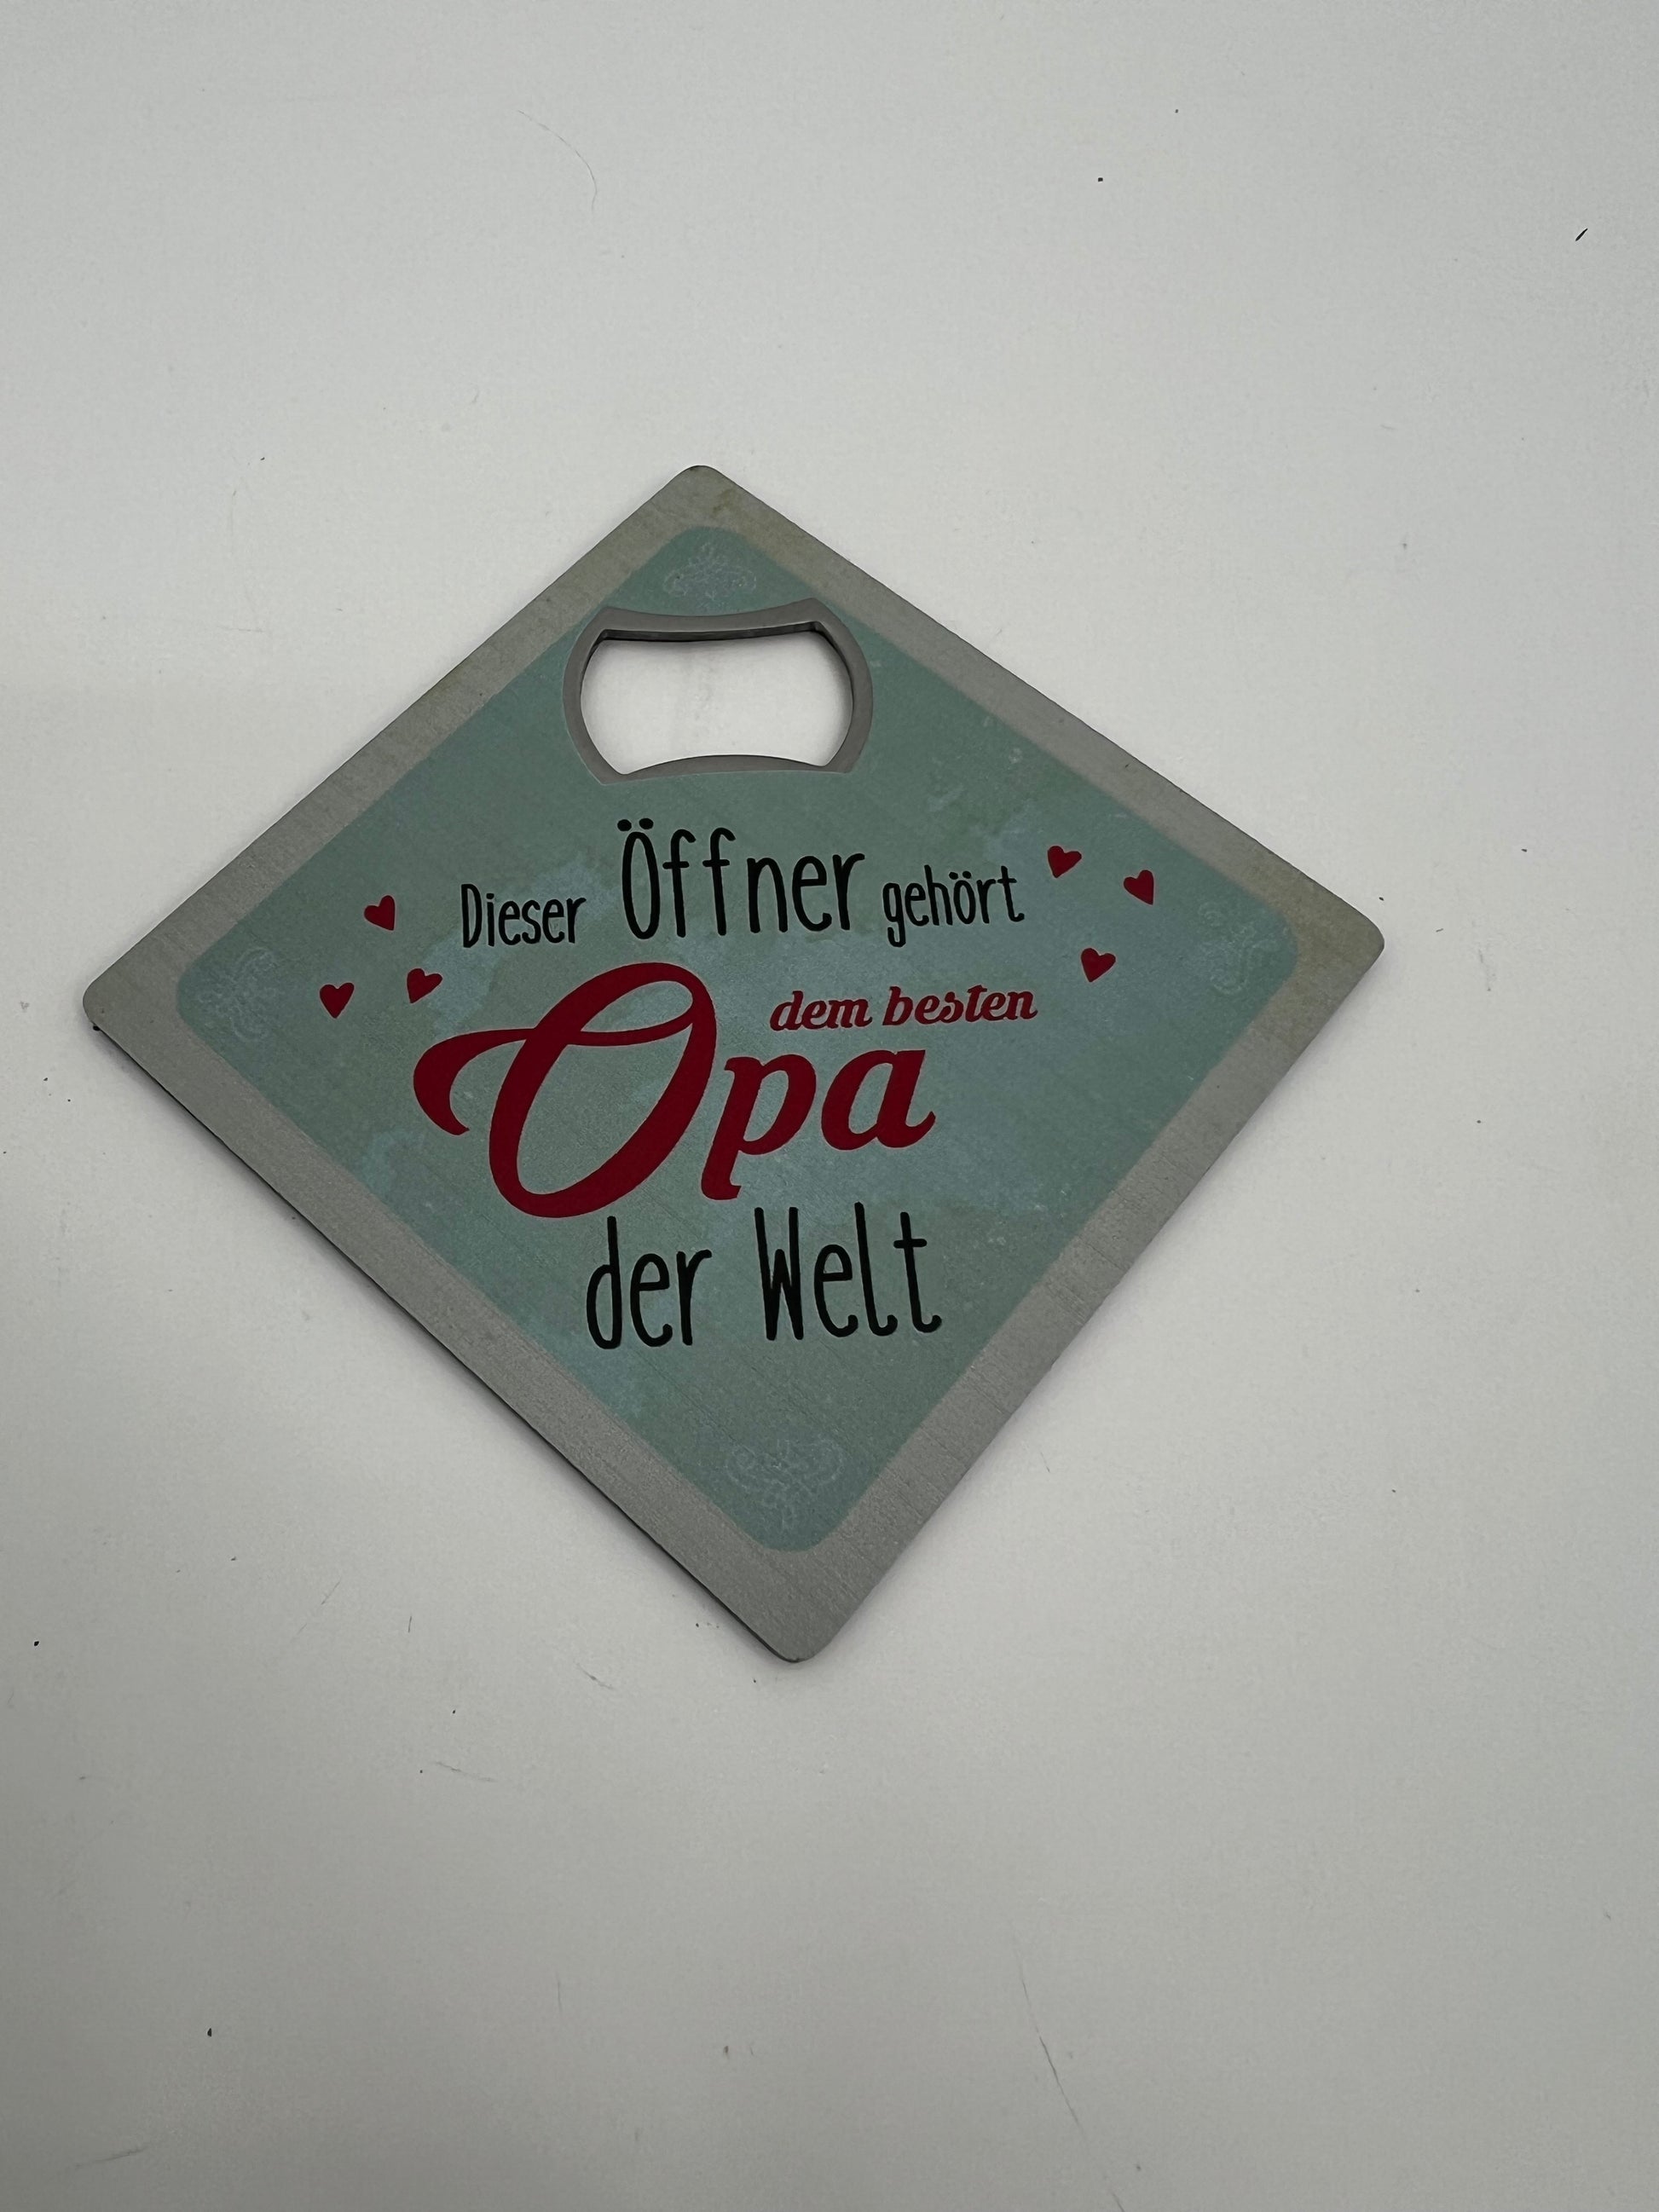 Dieser Öffner gehört
dem besten
Opa
der Welt